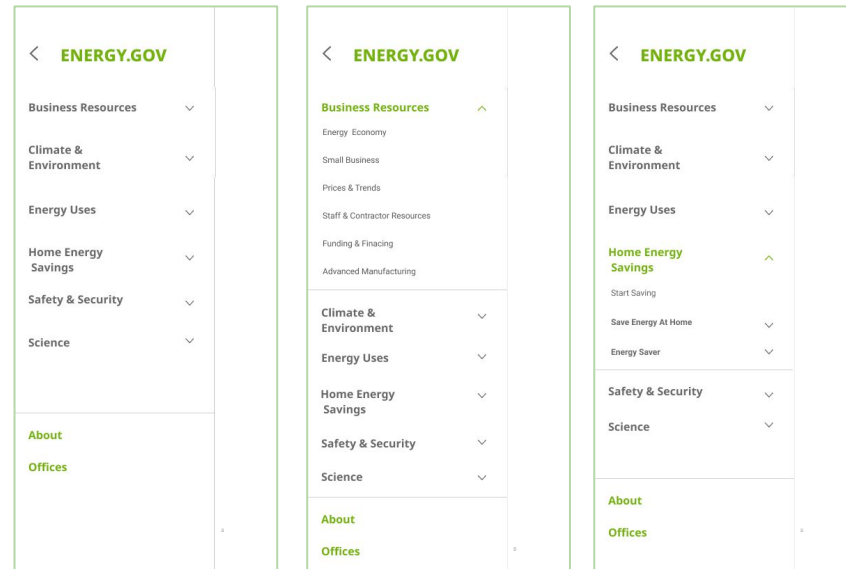 ENERGY.GOV
Business Resources
Climate &
Environment
Energy Uses
Home Energy
Savings
Safety & Security
Science
About
Offices
ENERGY.GOV
Business Resources
Energy Economy
Small Business
Prices & Trends
Staff & Contractor Resources
Funding & Finacing
Advanced Manufacturing
Climate &
Environment
Energy Uses
Home Energy
Savings
Safety & Security
Science
About
Offices
ENERGY.GOV
Business Resources
Climate &
Environment
Energy Uses
Home Energy
Savings
Start Saving
Save Energy At Home
Energy Saver
Safety & Security
Science
About
Offices